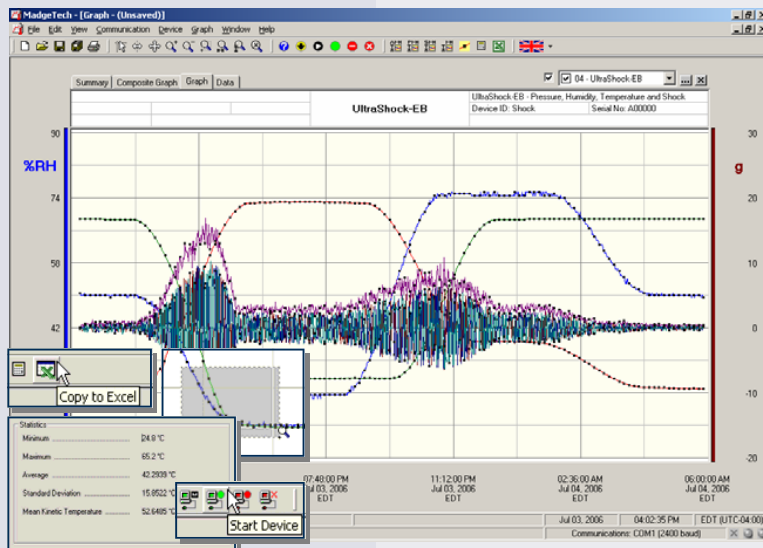 MadgeTech - [Graph - (Unsaved)]
File Edit View Communication Device Graph Window Help
Summary Composite Graph Graph Data
04 - UltraShock-EB
UltraShock-EB
UltraShock-EB - Pressure, Humidity, Temperature and Shock
Device ID: Shock Serial No: A00000
90
%RH
74
50
42
30
g
20
10
0
-10
-20
Copy to Excel
Statistics
Minimum 24.8 °C
Maximum 65.2 °C
Average 42.2939 °C
Standard Deviation 15.8522 °C
Mean Kinetic Temperature 52.6485 °C
Start Device
07:48:00 PM
Jul 03, 2006
EDT
11:12:00 PM
Jul 03, 2006
EDT
02:36:00 AM
Jul 04, 2006
EDT
06:00:00 AM
Jul 04, 2006
EDT
Jul 03, 2006 04:02:35 PM EDT (UTC-04:00)
Communications: COM1 (2400 baud)